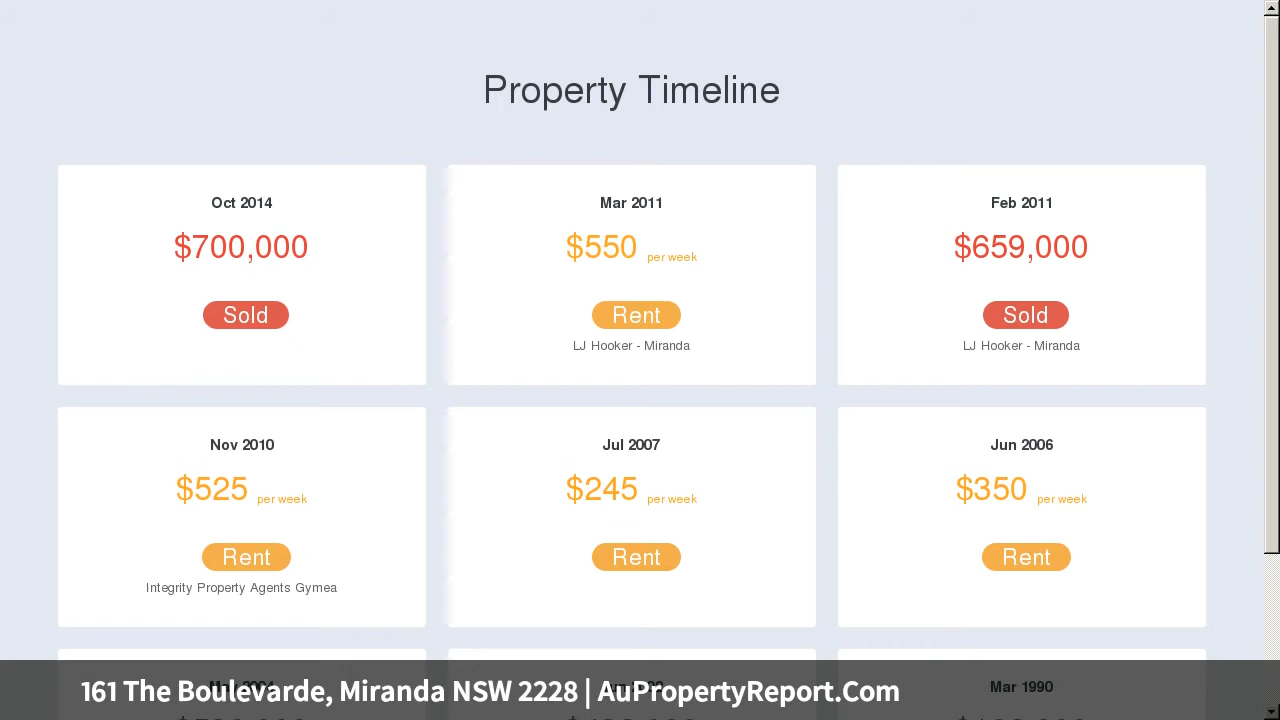 Property Timeline
Oct 2014
$700,000
Sold
Mar 2011
$550 per week
Rent
LJ Hooker - Miranda
Feb 2011
$659,000
Sold
LJ Hooker - Miranda
Nov 2010
$525 per week
Rent
Integrity Property Agents Gymea
Jul 2007
$245 per week
Rent
Jun 2006
$350 per week
Rent
Mar 1990
161 The Boulevarde, Miranda NSW 2228 | AuPropertyReport.Com